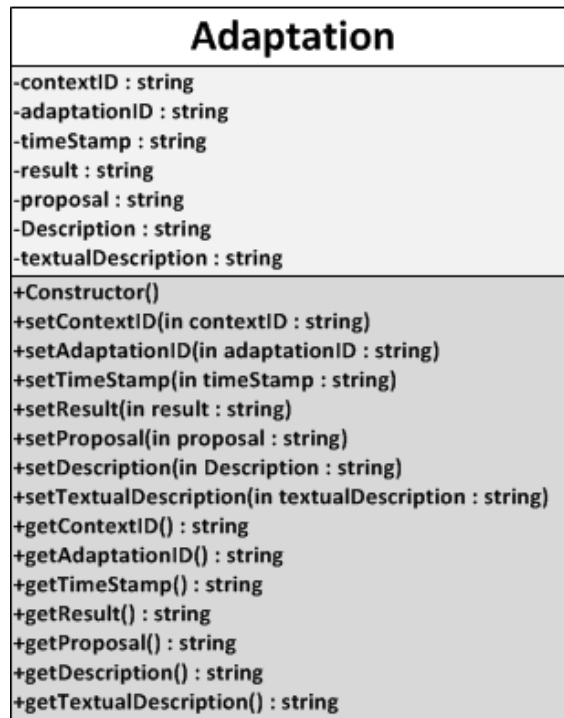 Adaptation
-contextID : string
-adaptationID : string
-timeStamp : string
-result : string
-proposal : string
-Description : string
-textualDescription : string
+Constructor()
+setContextID(in contextID : string)
+setAdaptationID(in adaptationID : string)
+setTimeStamp(in timeStamp : string)
+setResult(in result : string)
+setProposal(in proposal : string)
+setDescription(in Description : string)
+setTextualDescription(in textualDescription : string)
+getContextID() : string
+getAdaptationID() : string
+getTimeStamp() : string
+getResult() : string
+getProposal() : string
+getDescription() : string
+getTextualDescription() : string